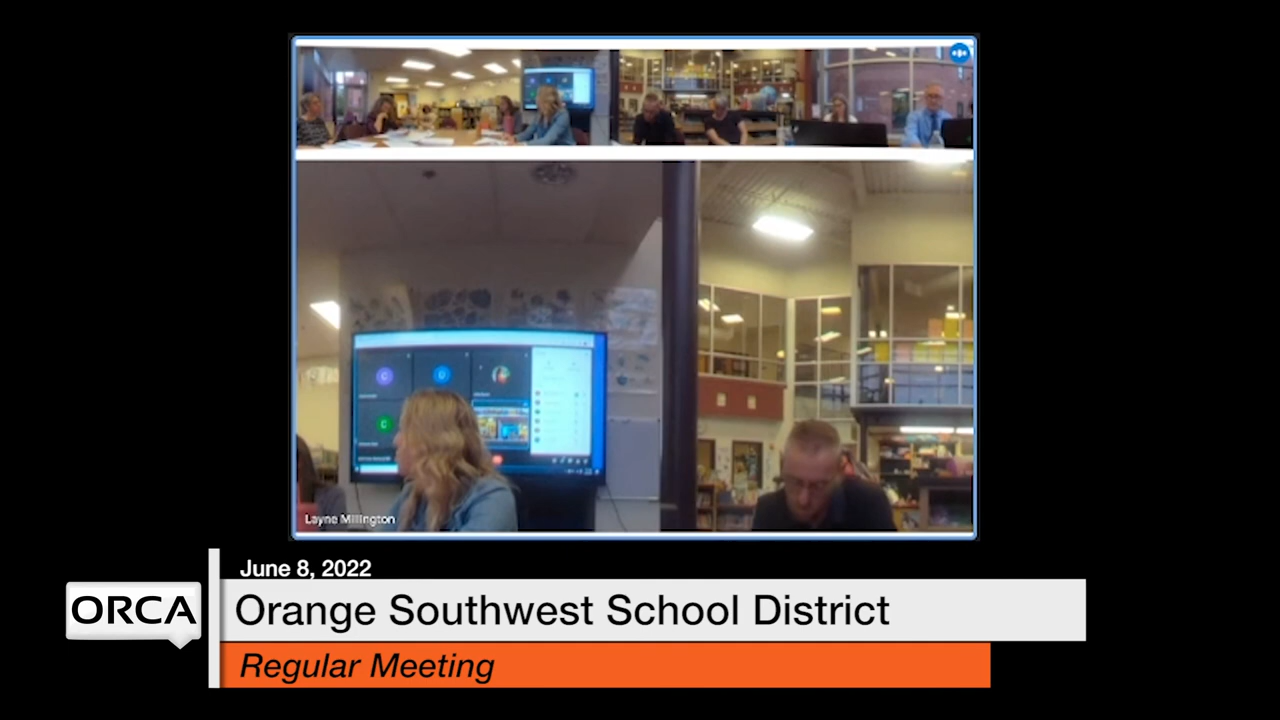 Layne Millington
June 8, 2022
ORCA
Orange Southwest School District
Regular Meeting